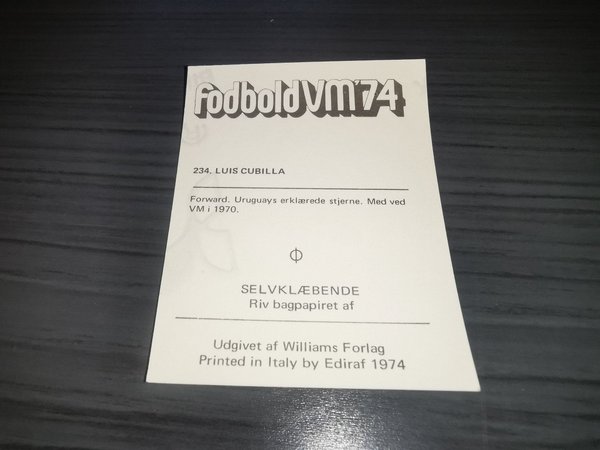 fodboldVM'74
234. LUIS CUBILLA
Forward. Uruguays erklærede stjerne. Med ved
VM i 1970.
SELVKLÆBENDE
Riv bagpapiret af
Udgivet af Williams Forlag
Printed in Italy by Ediraf 1974